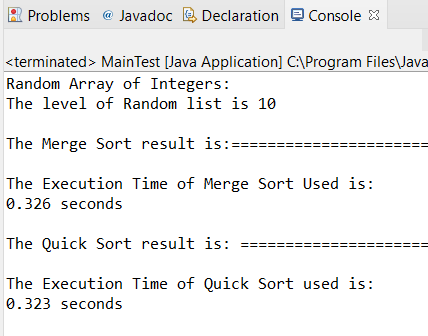 Problems @ Javadoc Declaration Console
<terminated> MainTest [Java Application] C:\Program Files\Java
Random Array of Integers:
The level of Random list is 10
The Merge Sort result is:======================
The Execution Time of Merge Sort Used is:
0.326 seconds
The Quick Sort result is: =====================
The Execution Time of Quick Sort used is:
0.323 seconds